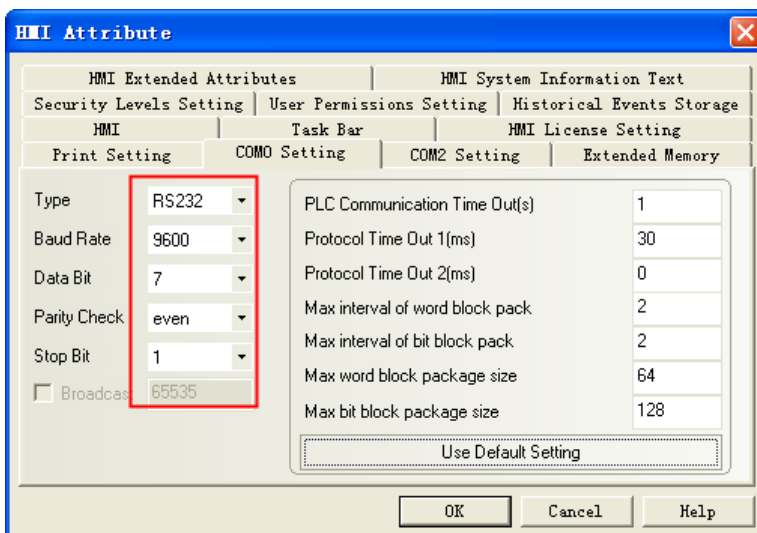 HMI Attribute
HMI Extended Attributes HMI System Information Text
Security Levels Setting User Permissions Setting Historical Events Storage
HMI Task Bar HMI License Setting
Print Setting COM0 Setting COM2 Setting Extended Memory
Type RS232
Baud Rate 9600
Data Bit 7
Parity Check even
Stop Bit 1
Broadcas 65535
PLC Communication Time Out(s) 1
Protocol Time Out 1(ms) 30
Protocol Time Out 2(ms) 0
Max interval of word block pack 2
Max interval of bit block pack 2
Max word block package size 64
Max bit block package size 128
Use Default Setting
OK Cancel Help